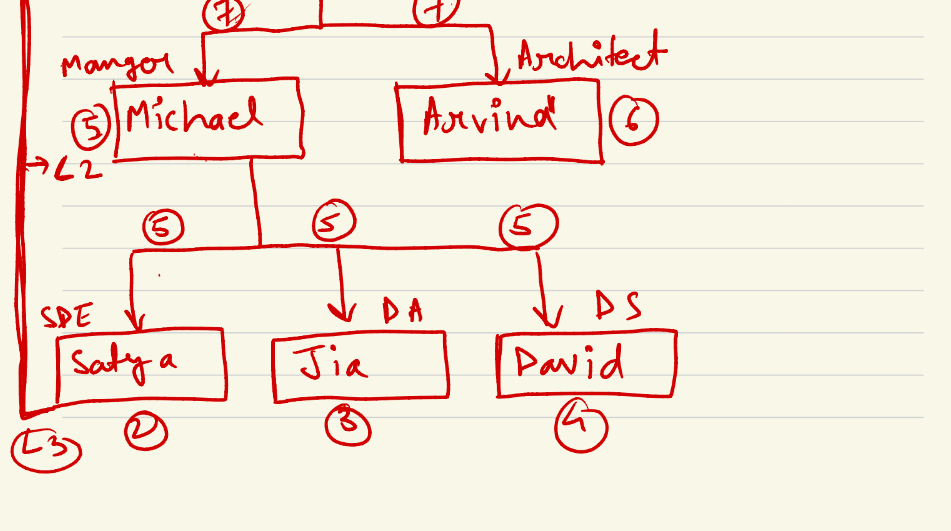 7 7
Mangor Architect
5 Michael Arvind 6
→ L2
5 5 5
SDE DA DS
Satya Jia David
L3 2 3 4